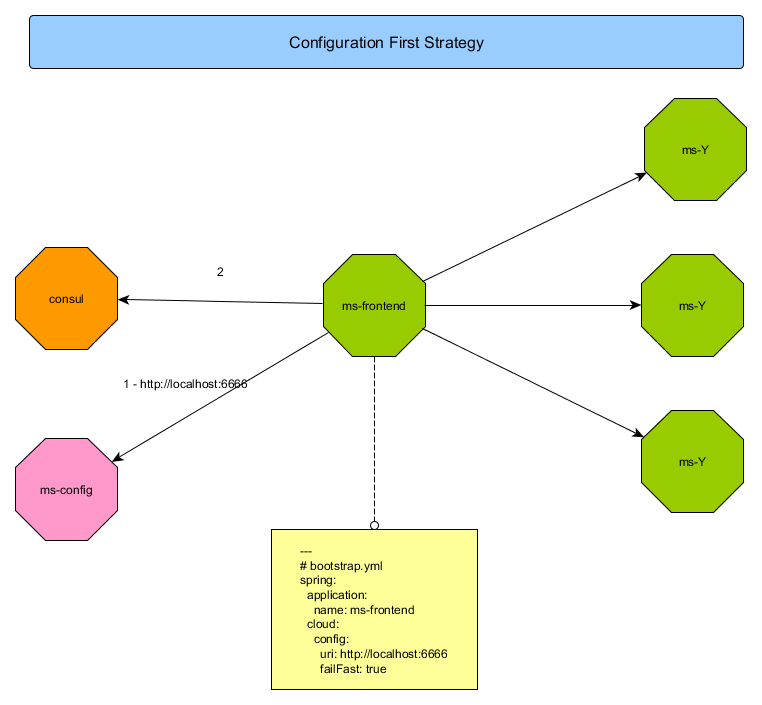 Configuration First Strategy
ms-Y
2
consul
ms-frontend
ms-Y
1 - http://localhost:6666
ms-config
ms-Y
---
# bootstrap.yml
spring:
  application:
    name: ms-frontend
  cloud:
    config:
      uri: http://localhost:6666
      failFast: true